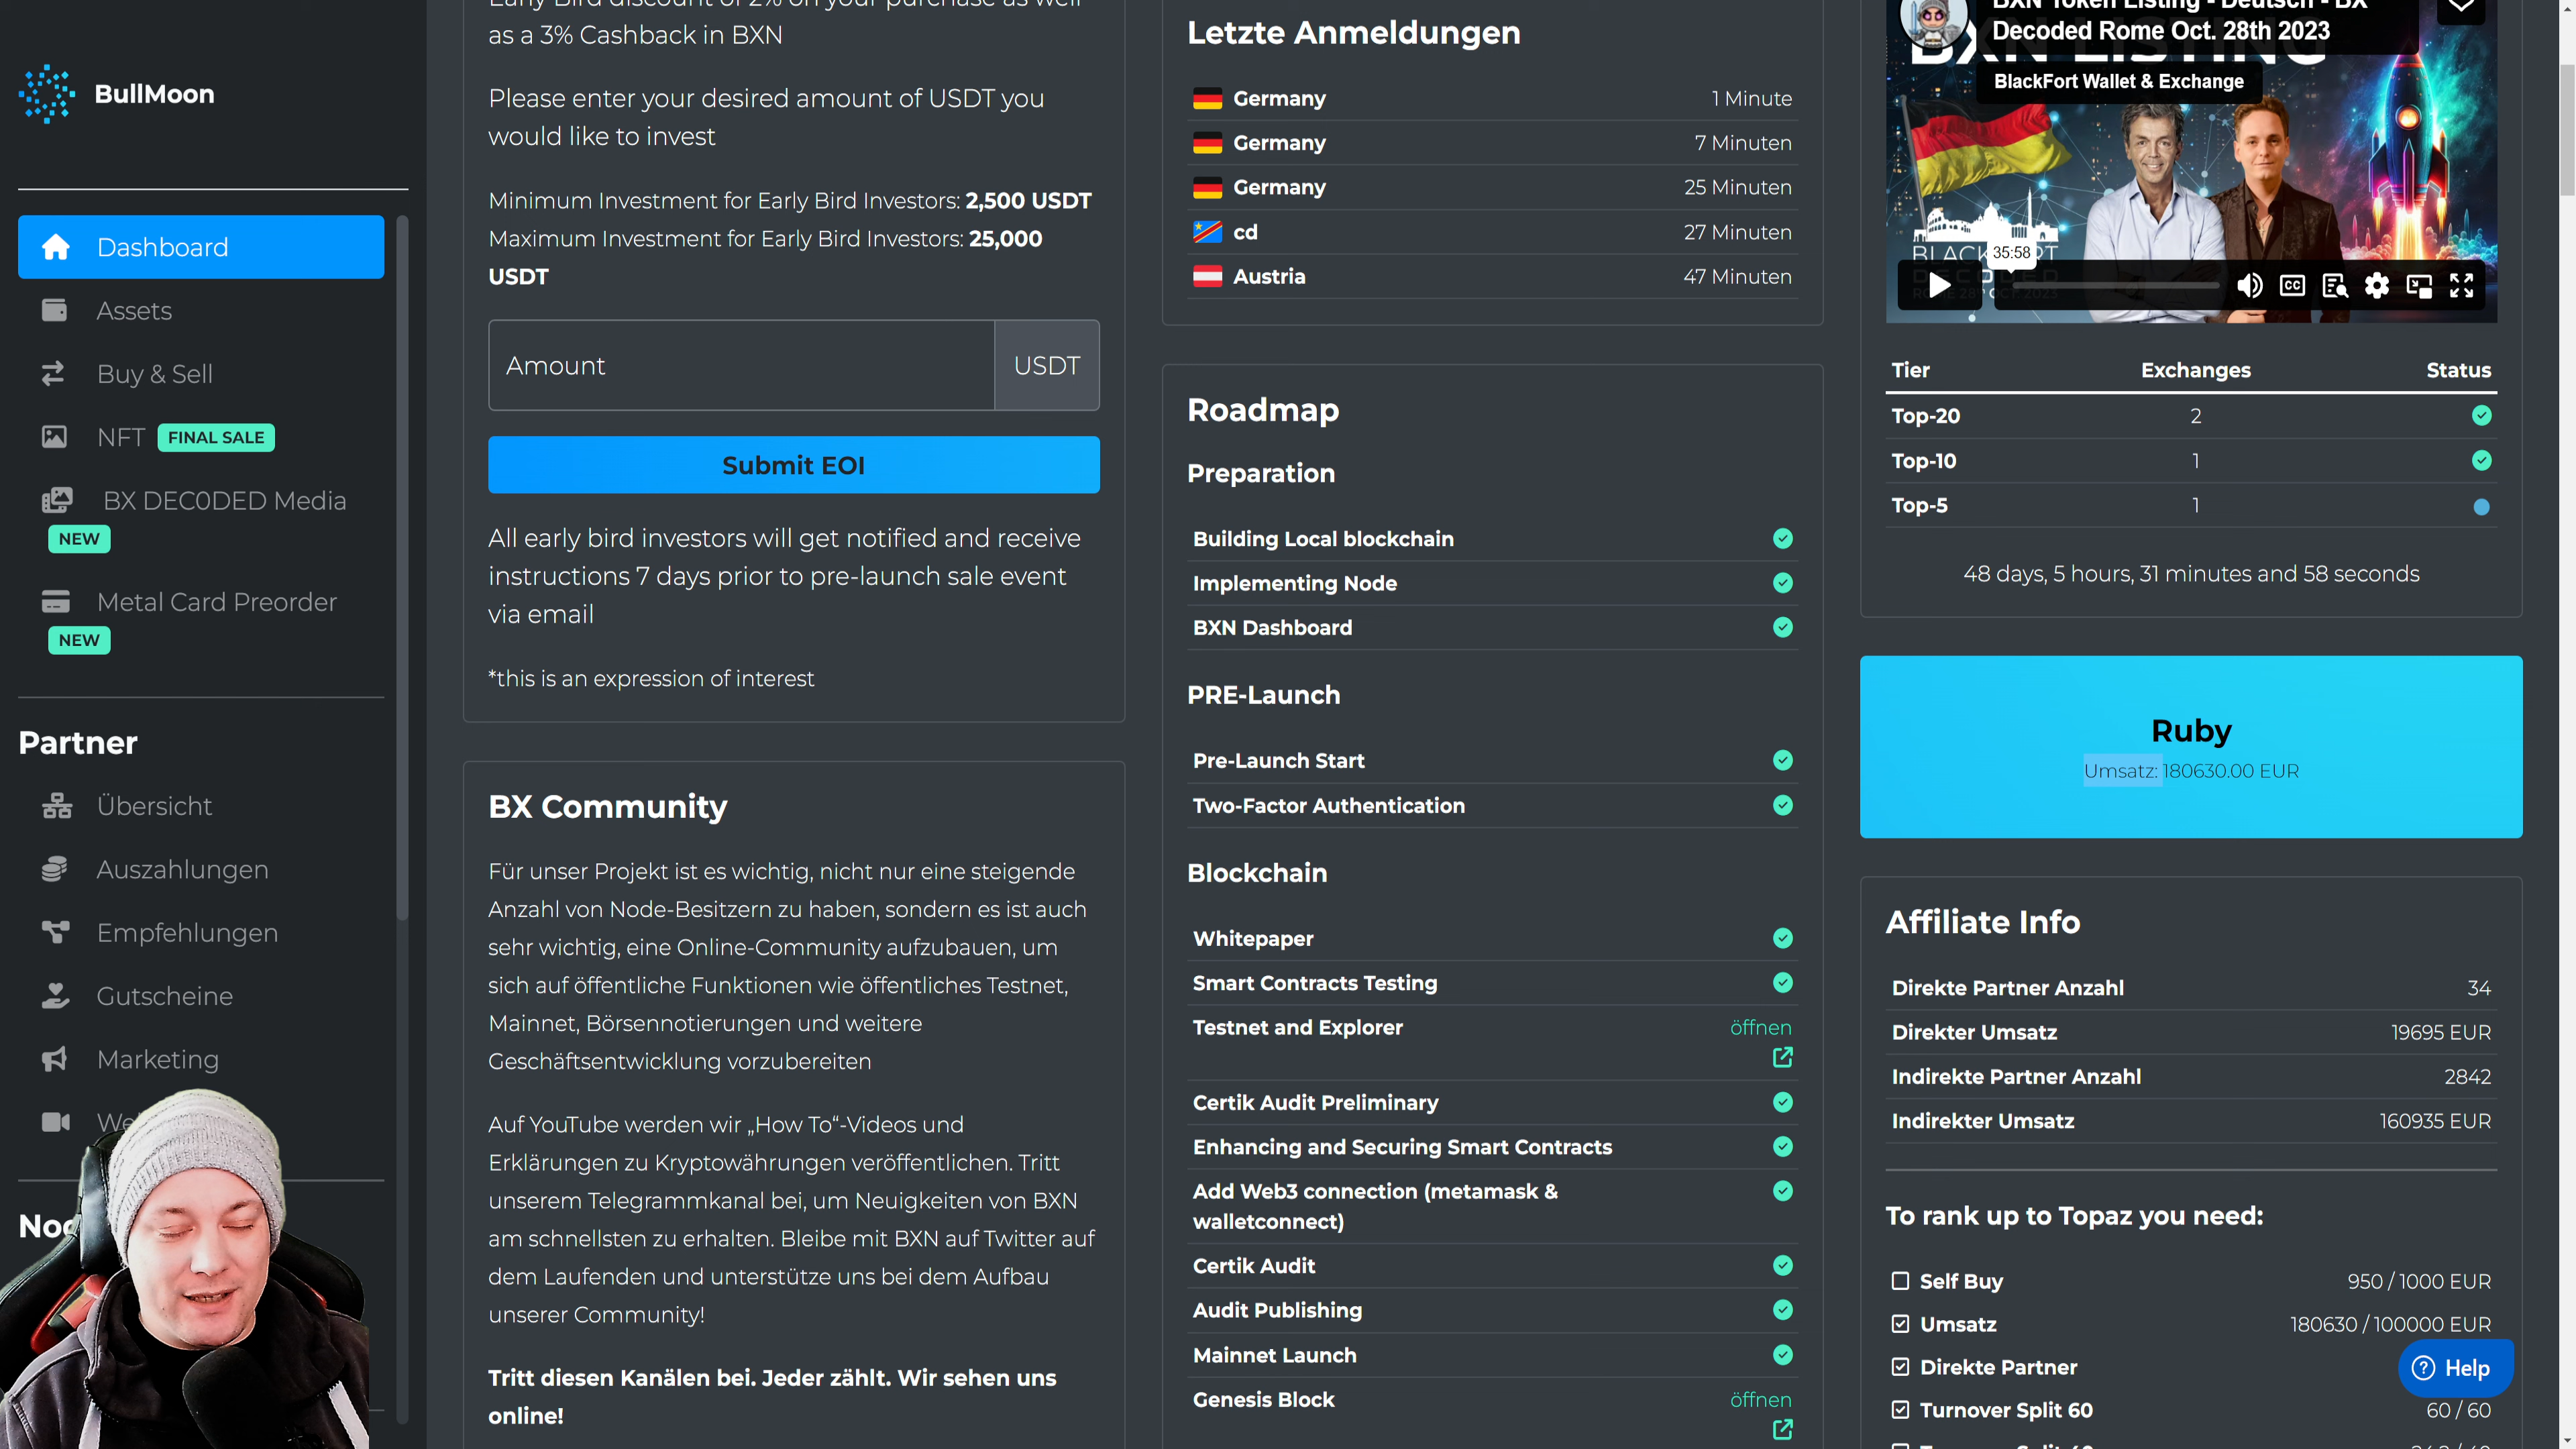 BullMoon
Dashboard
Assets
Buy & Sell
NFT FINAL SALE
BX DEC0DED Media
NEW
Metal Card Preorder
NEW
Partner
Übersicht
Auszahlungen
Empfehlungen
Gutscheine
Marketing
as a 3% Cashback in BXN
Please enter your desired amount of USDT you
would like to invest
Minimum Investment for Early Bird Investors: 2,500 USDT
Maximum Investment for Early Bird Investors: 25,000
USDT
Amount USDT
Submit EOI
All early bird investors will get notified and receive
instructions 7 days prior to pre-launch sale event
via email
*this is an expression of interest
BX Community
Für unser Projekt ist es wichtig, nicht nur eine steigende
Anzahl von Node-Besitzern zu haben, sondern es ist auch
sehr wichtig, eine Online-Community aufzubauen, um
sich auf öffentliche Funktionen wie öffentliches Testnet,
Mainnet, Börsennotierungen und weitere
Geschäftsentwicklung vorzubereiten
Auf YouTube werden wir „How To“-Videos und
Erklärungen zu Kryptowährungen veröffentlichen. Tritt
unserem Telegrammkanal bei, um Neuigkeiten von BXN
am schnellsten zu erhalten. Bleibe mit BXN auf Twitter auf
dem Laufenden und unterstütze uns bei dem Aufbau
unserer Community!
Tritt diesen Kanälen bei. Jeder zählt. Wir sehen uns
online!
Letzte Anmeldungen
Germany 1 Minute
Germany 7 Minuten
Germany 25 Minuten
cd 27 Minuten
Austria 47 Minuten
Roadmap
Preparation
Building Local blockchain
Implementing Node
BXN Dashboard
PRE-Launch
Pre-Launch Start
Two-Factor Authentication
Blockchain
Whitepaper
Smart Contracts Testing
Testnet and Explorer öffnen
Certik Audit Preliminary
Enhancing and Securing Smart Contracts
Add Web3 connection (metamask &
walletconnect)
Certik Audit
Audit Publishing
Mainnet Launch
Genesis Block öffnen
BXN Token Listing - Deutsch - BX
Decoded Rome Oct. 28th 2023
BlackFort Wallet & Exchange
35:58
CC
Tier Exchanges Status
Top-20 2
Top-10 1
Top-5 1
48 days, 5 hours, 31 minutes and 58 seconds
Ruby
Umsatz: 180630.00 EUR
Affiliate Info
Direkte Partner Anzahl 34
Direkter Umsatz 19695 EUR
Indirekte Partner Anzahl 2842
Indirekter Umsatz 160935 EUR
To rank up to Topaz you need:
Self Buy 950 / 1000 EUR
Umsatz 180630 / 100000 EUR
Direkte Partner
Turnover Split 60 60 / 60
Help